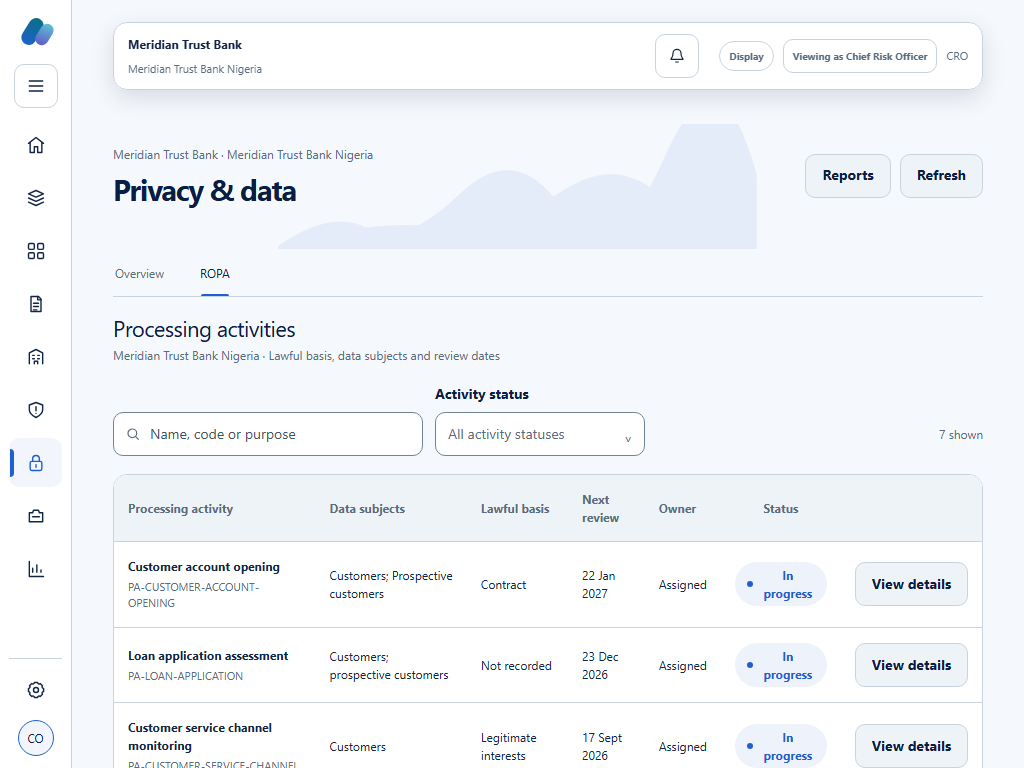 Meridian Trust Bank
Meridian Trust Bank Nigeria
Display
Viewing as Chief Risk Officer
CRO
Meridian Trust Bank · Meridian Trust Bank Nigeria
Privacy & data
Reports
Refresh
Overview
ROPA
Processing activities
Meridian Trust Bank Nigeria · Lawful basis, data subjects and review dates
Activity status
Name, code or purpose
All activity statuses
7 shown
Processing activity
Data subjects
Lawful basis
Next
review
Owner
Status
Customer account opening
PA-CUSTOMER-ACCOUNT-
OPENING
Customers; Prospective
customers
Contract
22 Jan
2027
Assigned
In
progress
View details
Loan application assessment
PA-LOAN-APPLICATION
Customers;
prospective customers
Not recorded
23 Dec
2026
Assigned
In
progress
View details
Customer service channel
monitoring
PA-CUSTOMER-SERVICE-CHANNEL
Customers
Legitimate
interests
17 Sept
2026
Assigned
In
progress
View details
CO